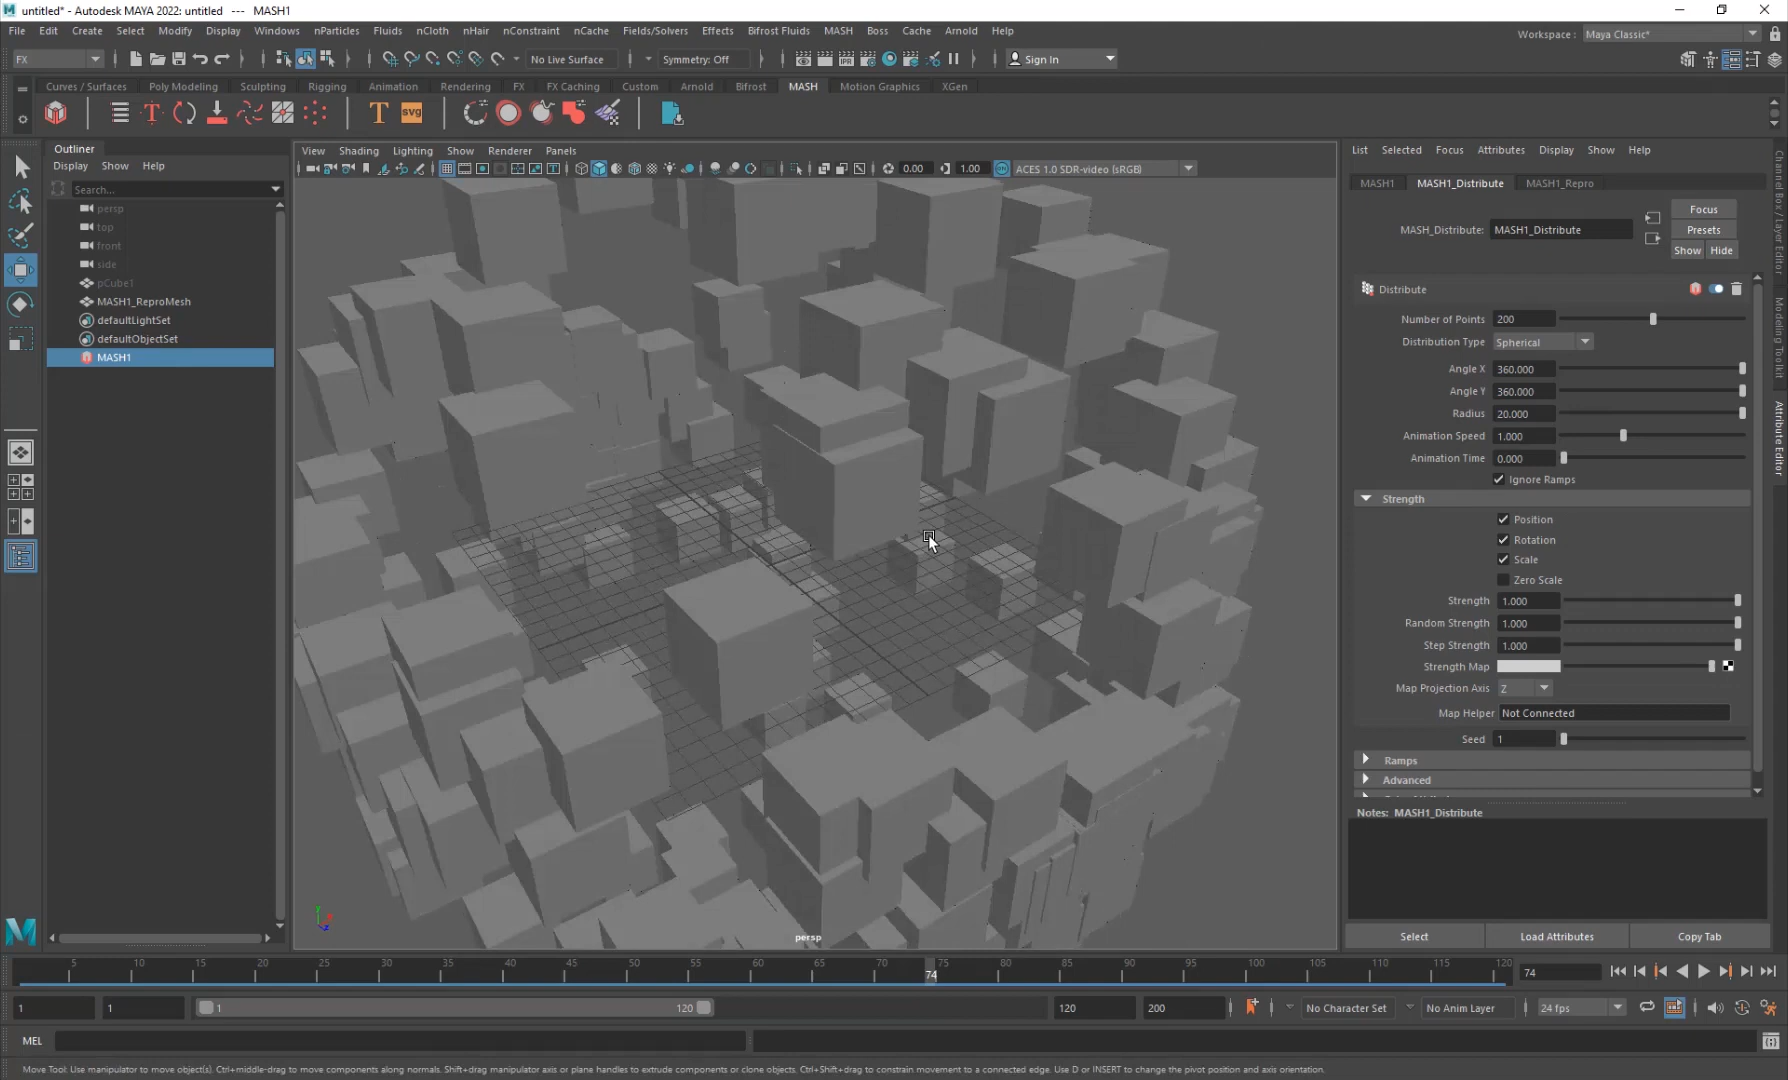 untitled* - Autodesk MAYA 2022: untitled --- MASH1
File Edit Create Select Modify Display Windows nParticles Fluids nCloth nHair nConstraint nCache Fields/Solvers Effects Bifrost Fluids MASH Boss Cache Arnold Help
Workspace : Maya Classic*
FX No Live Surface Symmetry: Off Sign In
Curves / Surfaces Poly Modeling Sculpting Rigging Animation Rendering FX FX Caching Custom Arnold Bifrost MASH Motion Graphics XGen
T T svg
Outliner
Display Show Help
Search...
persp
top
front
side
pCube1
MASH1_ReproMesh
defaultLightSet
defaultObjectSet
MASH1
View Shading Lighting Show Renderer Panels
0.00 1.00 ACES 1.0 SDR-video (sRGB)
persp
List Selected Focus Attributes Display Show Help
MASH1 MASH1_Distribute MASH1_Repro
MASH_Distribute: MASH1_Distribute
Focus
Presets
Show Hide
Distribute
Number of Points 200
Distribution Type Spherical
Angle X 360.000
Angle Y 360.000
Radius 20.000
Animation Speed 1.000
Animation Time 0.000
Ignore Ramps
Strength
Position
Rotation
Scale
Zero Scale
Strength 1.000
Random Strength 1.000
Step Strength 1.000
Strength Map
Map Projection Axis Z
Map Helper Not Connected
Seed 1
Ramps
Advanced
Notes: MASH1_Distribute
Select Load Attributes Copy Tab
Channel Box / Layer Editor
Modeling Toolkit
Attribute Editor
5 10 15 20 25 30 35 40 45 50 55 60 65 70 75 80 85 90 95 100 105 110 115 120
74 74
1 1 1 120 120 200 No Character Set No Anim Layer 24 fps
MEL
Move Tool: Use manipulator to move object(s). Ctrl+middle-drag to move components along normals. Shift+drag manipulator axis or plane handles to extrude components or clone objects. Ctrl+Shift+drag to constrain movement to a connected edge. Use D or INSERT to change the pivot position and axis orientation.